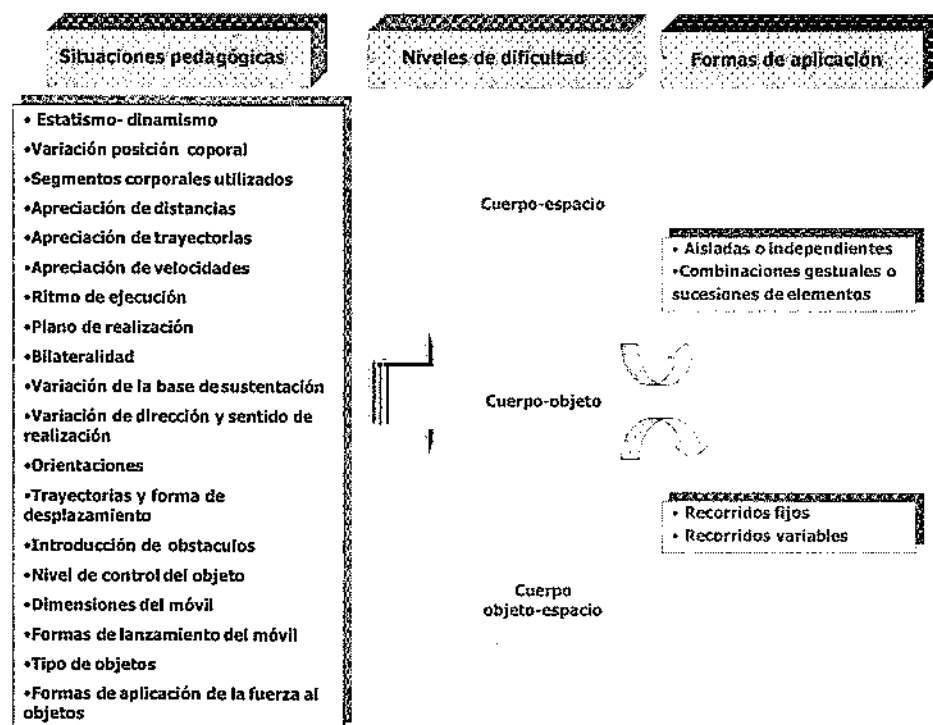 Situaciones pedagógicas
Niveles de dificultad
Formas de aplicación
• Estatismo- dinamismo
•Variación posición coporal
•Segmentos corporales utilizados
•Apreciación de distancias
•Apreciación de trayectorias
•Apreciación de velocidades
•Ritmo de ejecución
•Plano de realización
•Bilateralidad
•Variación de la base de sustentación
•Variación de dirección y sentido de
realización
•Orientaciones
•Trayectorias y forma de
desplazamiento
•Introducción de obstaculos
•Nivel de control del objeto
•Dimensiones del móvil
•Formas de lanzamiento del móvil
•Tipo de objetos
•Formas de aplicación de la fuerza al
objetos
Cuerpo-espacio
Cuerpo-objeto
Cuerpo
objeto-espacio
• Aisladas o independientes
•Combinaciones gestuales o
sucesiones de elementos
• Recorridos fijos
• Recorridos variables